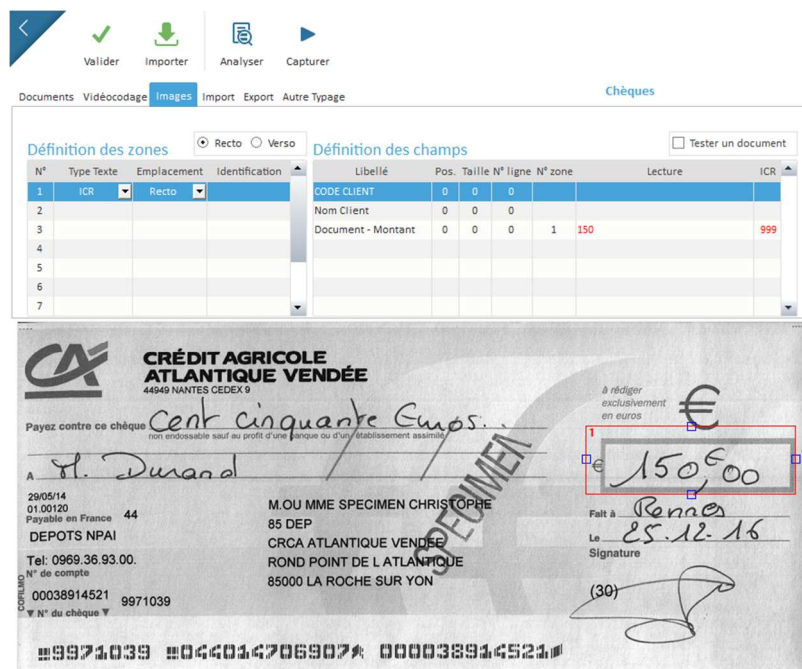 Valider Importer Analyser Capturer
Documents Vidéocodage Images Import Export Autre Typage
Chèques
Définition des zones Recto Verso
N° Type Texte Emplacement Identification
1 ICR Recto
2
3
4
5
6
7
Définition des champs Tester un document
Libellé Pos. Taille N° ligne N° zone Lecture ICR
CODE CLIENT 0 0 0
Nom Client 0 0 0
Document - Montant 0 0 0 1 150 999
CA
CRÉDIT AGRICOLE
ATLANTIQUE VENDÉE
44949 NANTES CEDEX 9
à rédiger
exclusivement
en euros
€
Payez contre ce chèque Cent Cinquante Euros..
non endossable sauf au profit d'une banque ou d'un établissement assimilé
1
€ 150€,00
A M. Durand
SPECIMEN
29/05/14
01.00120
Payable en France 44
DEPOTS NPAI
Tel: 0969.36.93.00.
N° de compte
00038914521 9971039
▼ N° du chèque ▼
COFILMO
M.OU MME SPECIMEN CHRISTOPHE
85 DEP
CRCA ATLANTIQUE VENDEE
ROND POINT DE L ATLANTIQUE
85000 LA ROCHE SUR YON
Fait à Rennes
Le 25.12.16
Signature
(30)
⑈9971039 ⑈044014706907⑆ 000038914521⑉